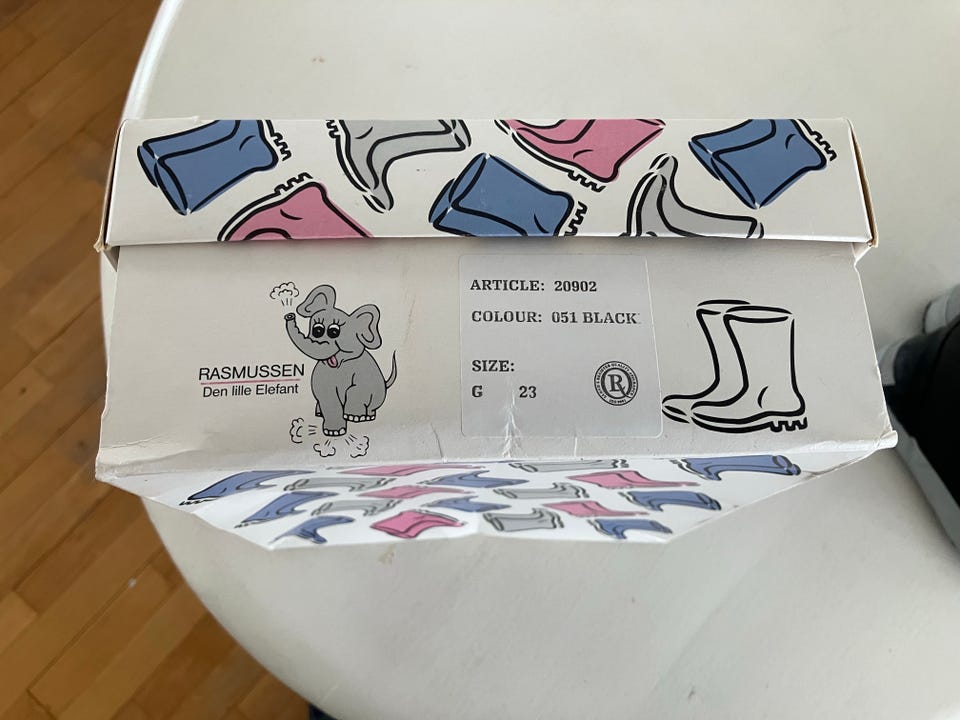 RASMUSSEN
Den lille Elefant
ARTICLE: 20902
COLOUR: 051 BLACK
SIZE:
G 23
R